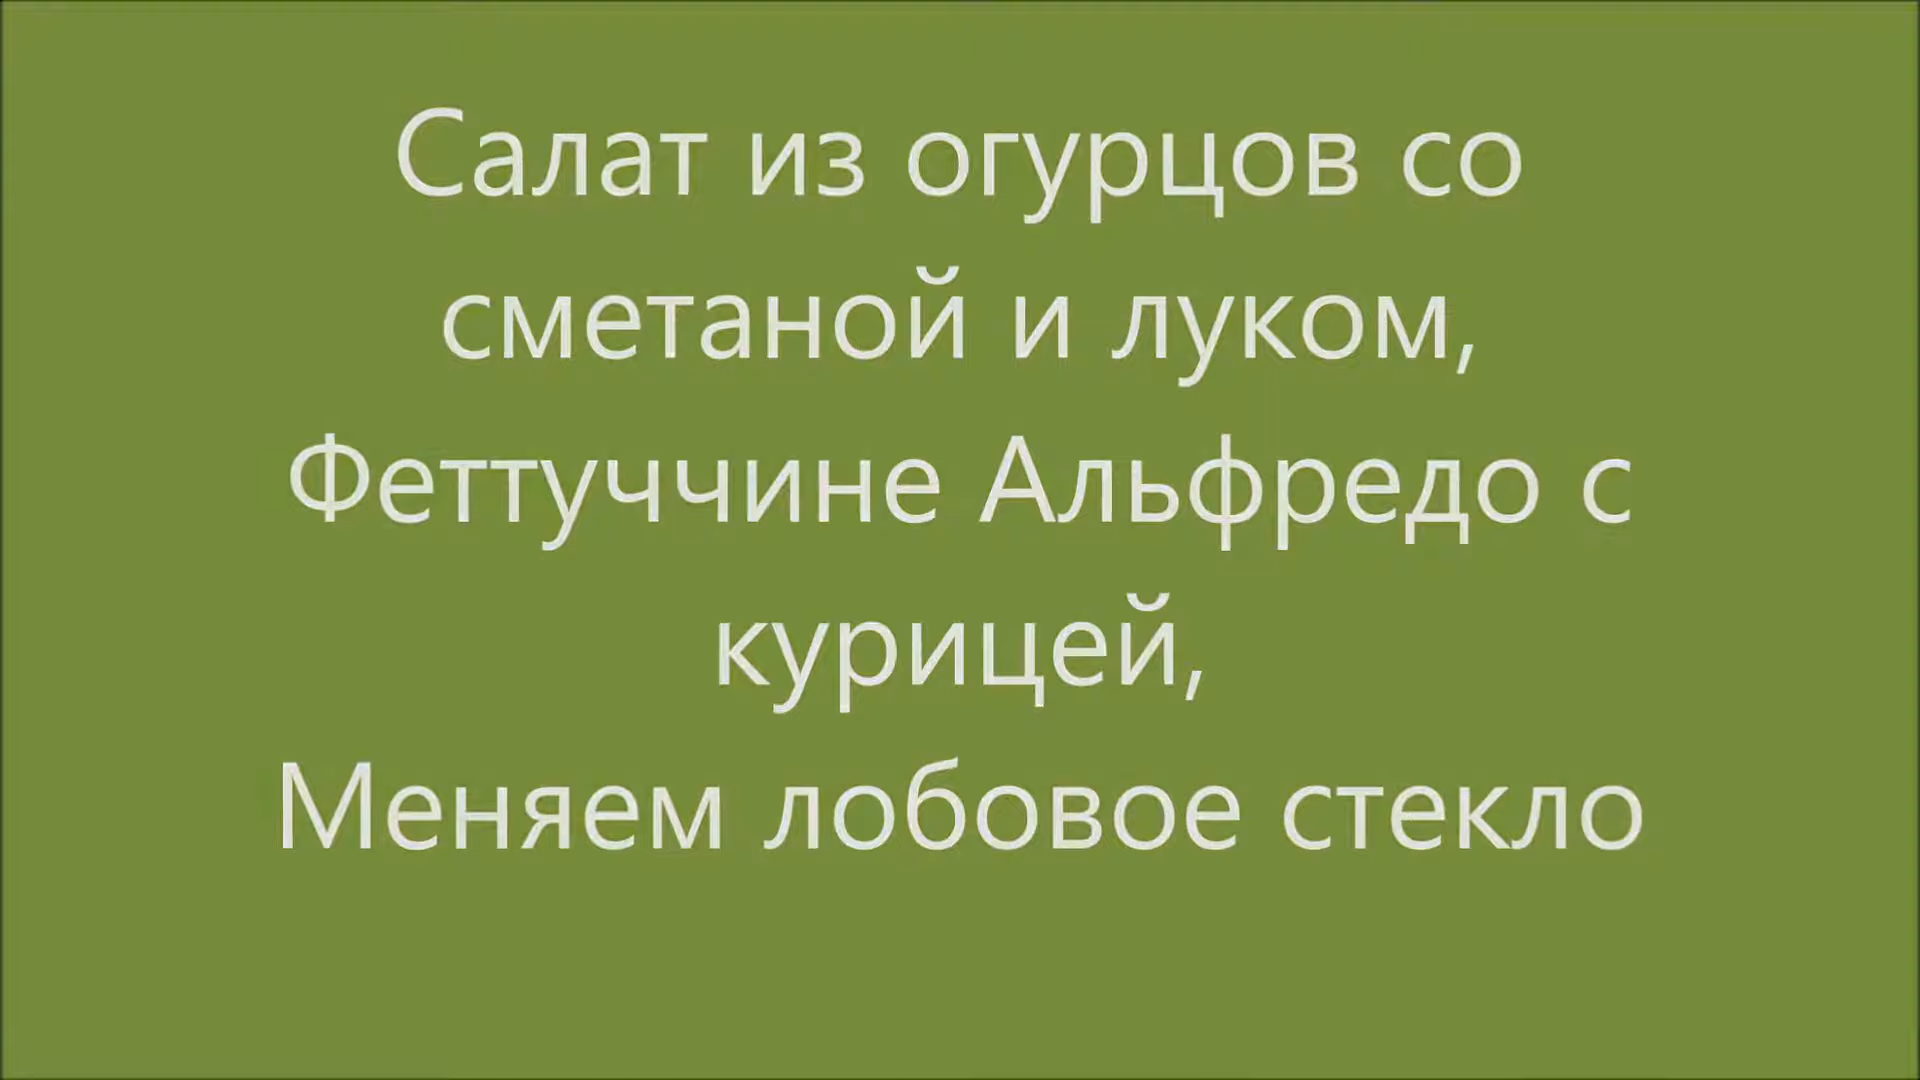 Салат из огурцов со
сметаной и луком,
Феттуччине Альфредо с
курицей,
Меняем лобовое стекло